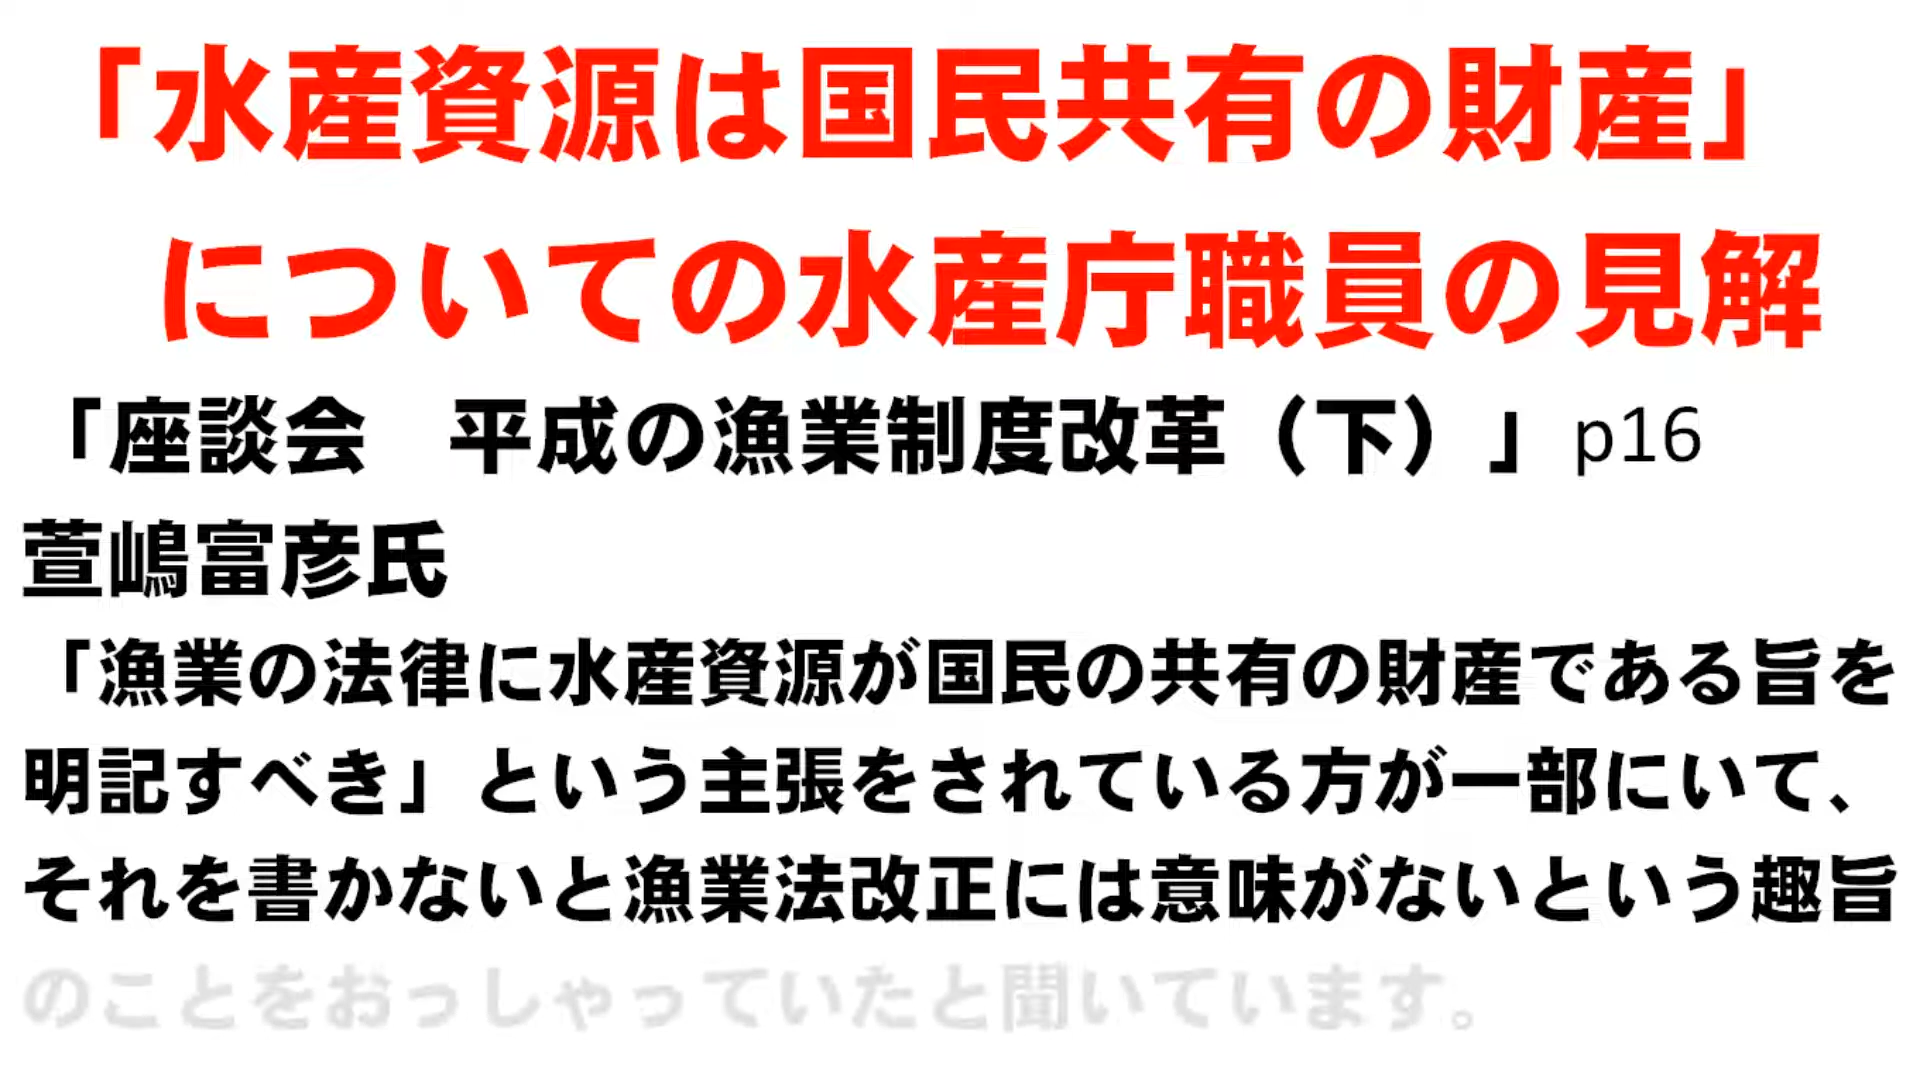 「水産資源は国民共有の財産」
についての水産庁職員の見解
「座談会　平成の漁業制度改革（下）」p16
萱嶋富彦氏
「漁業の法律に水産資源が国民の共有の財産である旨を
明記すべき」という主張をされている方が一部にいて、
それを書かないと漁業法改正には意味がないという趣旨
のことをおっしゃっていたと聞いています。